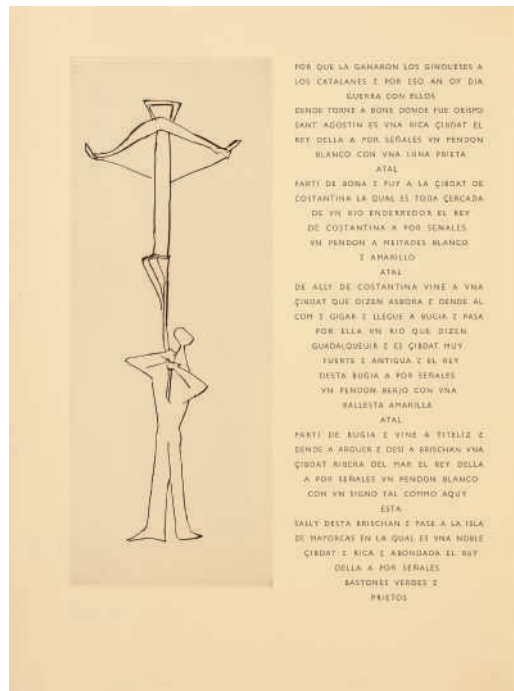 POR QUE LA GANARON LOS GINOUESES A
LOS CATALANES E POR ESO AN OY DIA
GUERRA CON ELLOS
DENDE TORNE A BONA DONDE FUE OBISPO
SANT AGOSTIN ES VNA RICA ÇIBDAT EL
REY DELLA A POR SEÑALES VN PENDON
BLANCO CON VNA LUNA PRIETA
ATAL
PARTI DE BONA E FUY A LA ÇIBDAT DE
COSTANTINA LA QUAL ES TODA ÇERCADA
DE VN RIO ENDERREDOR EL REY
DE COSTANTINA A POR SEÑALES
VN PENDON A MEITADES BLANCO
E AMARILLO
ATAL
DE ALLY DE COSTANTINA VINE A VNA
ÇIBDAT QUE DIZEN ASBORA E DENDE AL
COM E GIGAR E LLEGUE A BUGIA E PASA
POR ELLA VN RIO QUE DIZEN
GUADALQUEUIR E ES ÇIBDAT MUY
FUERTE E ANTIGUA E EL REY
DESTA BUGIA A POR SEÑALES
VN PENDON BERJO CON VNA
BALLESTA AMARILLA
ATAL
PARTI DE BUGIA E VINE A TITELIZ E
DENDE A ARGUER E DESI A BRISCHAN VNA
ÇIBDAT RIBERA DEL MAR EL REY DELLA
A POR SEÑALES VN PENDON BLANCO
CON VN SIGNO TAL COMMO AQUY
ESTA
SALLY DESTA BRISCHAN E PASE A LA ISLA
DE MAYORCAS EN LA QUAL ES VNA NOBLE
ÇIBDAT E RICA E ABONDADA EL REY
DELLA A POR SEÑALES
BASTONES VERDES E
PRIETOS